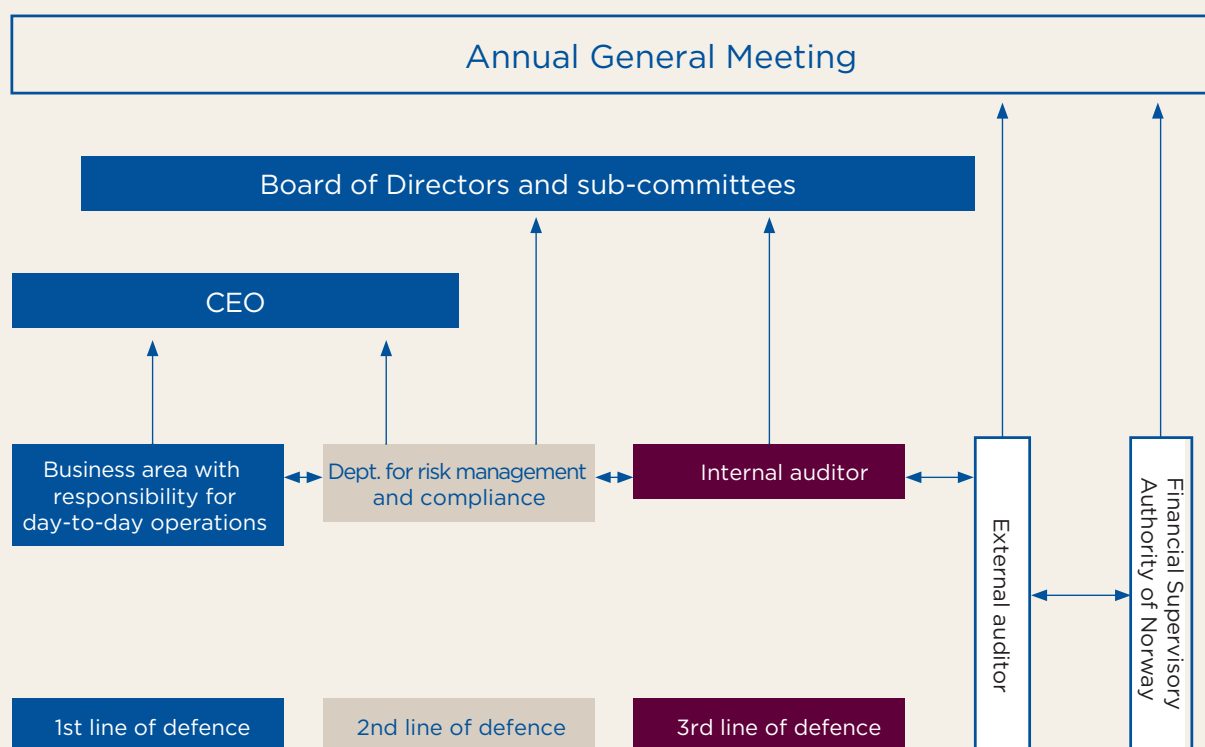 Annual General Meeting
Board of Directors and sub-committees
CEO
Business area with
responsibility for
day-to-day operations
Dept. for risk management
and compliance
Internal auditor
External auditor
Financial Supervisory
Authority of Norway
1st line of defence
2nd line of defence
3rd line of defence